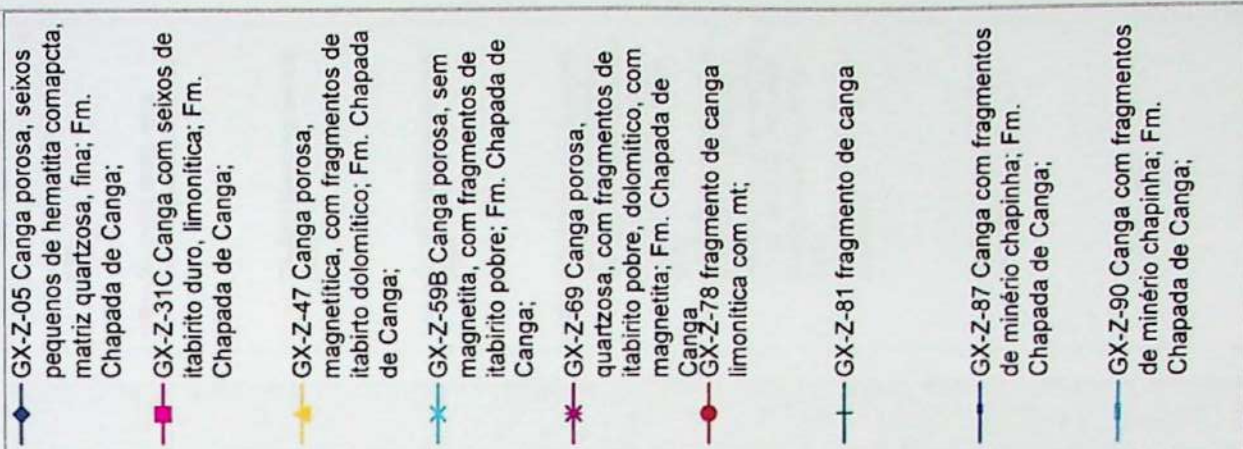 GX-Z-05 Canga porosa, seixos
pequenos de hematita comapcta,
matriz quartzosa, fina; Fm.
Chapada de Canga;
GX-Z-31C Canga com seixos de
itabirito duro, limonítica; Fm.
Chapada de Canga;
GX-Z-47 Canga porosa,
magnetítica, com fragmentos de
itabirto dolomítico; Fm. Chapada
de Canga;
GX-Z-59B Canga porosa, sem
magnetita, com fragmentos de
itabirito pobre; Fm. Chapada de
Canga;
GX-Z-69 Canga porosa,
quartzosa, com fragmentos de
itabirito pobre, dolomítico, com
magnetita; Fm. Chapada de
Canga
GX-Z-78 fragmento de canga
limonítica com mt;
GX-Z-81 fragmento de canga
GX-Z-87 Canga com fragmentos
de minério chapinha; Fm.
Chapada de Canga;
GX-Z-90 Canga com fragmentos
de minério chapinha; Fm.
Chapada de Canga;